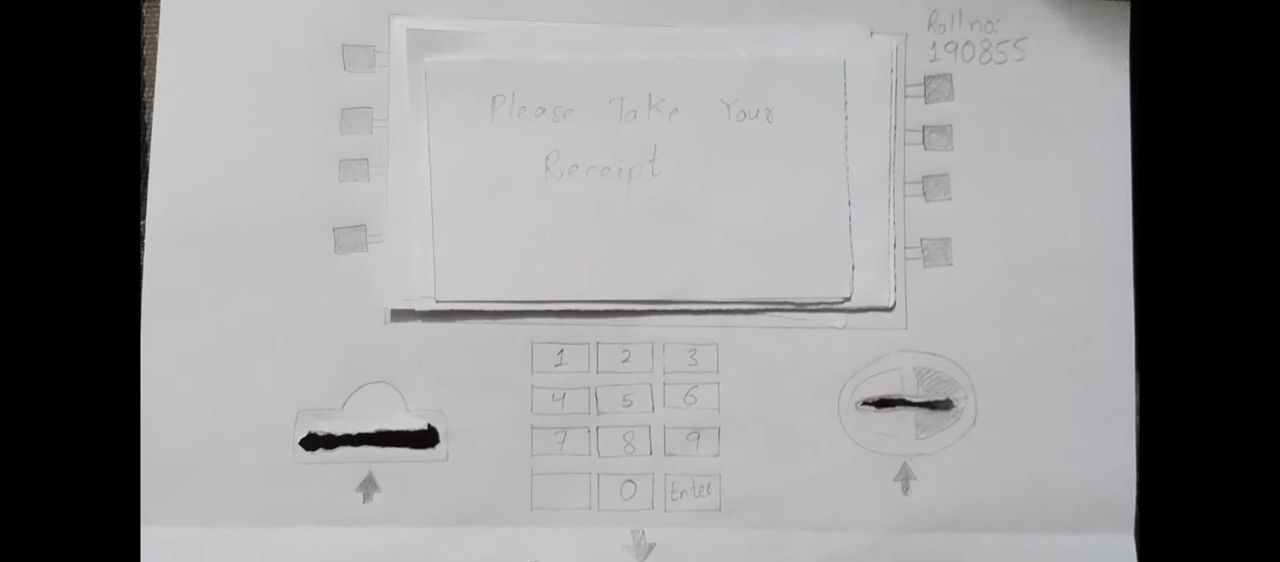 Roll no:
190855
Please Take Your
Receipt
1 2 3
4 5 6
7 8 9
0 Enter